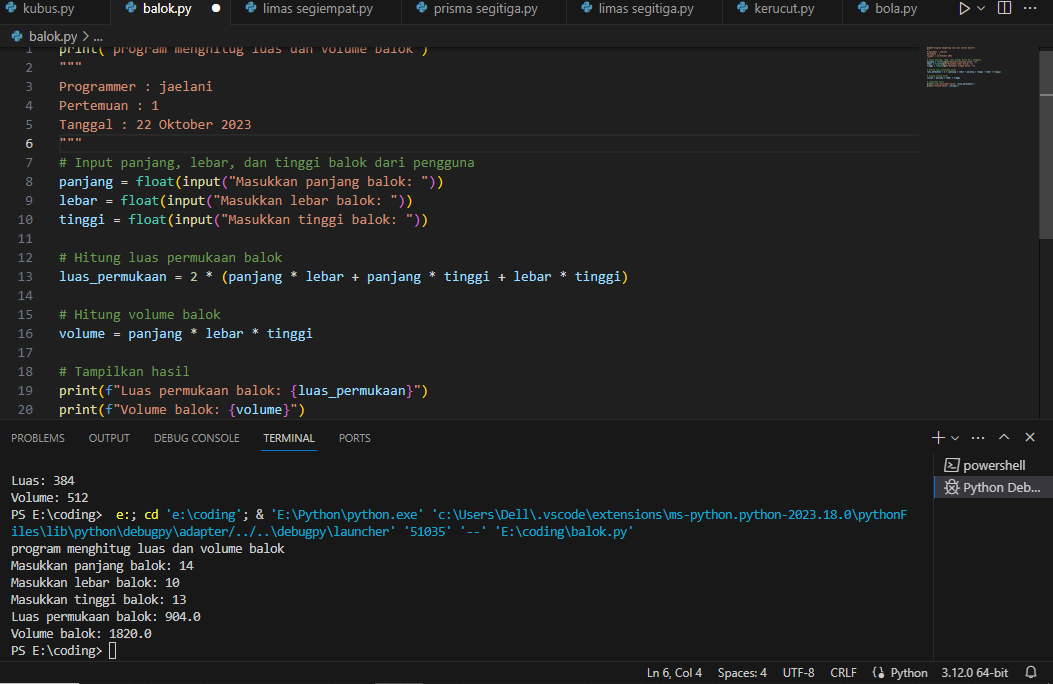 kubus.py balok.py limas segiempat.py prisma segitiga.py limas segitiga.py kerucut.py bola.py
balok.py > ...
1 print("program menghitug luas dan volume balok")
2 """
3 Programmer : jaelani
4 Pertemuan : 1
5 Tanggal : 22 Oktober 2023
6 """
7 # Input panjang, lebar, dan tinggi balok dari pengguna
8 panjang = float(input("Masukkan panjang balok: "))
9 lebar = float(input("Masukkan lebar balok: "))
10 tinggi = float(input("Masukkan tinggi balok: "))
11
12 # Hitung luas permukaan balok
13 luas_permukaan = 2 * (panjang * lebar + panjang * tinggi + lebar * tinggi)
14
15 # Hitung volume balok
16 volume = panjang * lebar * tinggi
17
18 # Tampilkan hasil
19 print(f"Luas permukaan balok: {luas_permukaan}")
20 print(f"Volume balok: {volume}")
PROBLEMS OUTPUT DEBUG CONSOLE TERMINAL PORTS
powershell
Python Deb...
Luas: 384
Volume: 512
PS E:\coding>  e:; cd 'e:\coding'; & 'E:\Python\python.exe' 'c:\Users\Dell\.vscode\extensions\ms-python.python-2023.18.0\pythonF
iles\lib\python\debugpy\adapter/../..\debugpy\launcher' '51035' '--' 'E:\coding\balok.py'
program menghitug luas dan volume balok
Masukkan panjang balok: 14
Masukkan lebar balok: 10
Masukkan tinggi balok: 13
Luas permukaan balok: 904.0
Volume balok: 1820.0
PS E:\coding>
Ln 6, Col 4 Spaces: 4 UTF-8 CRLF Python 3.12.0 64-bit